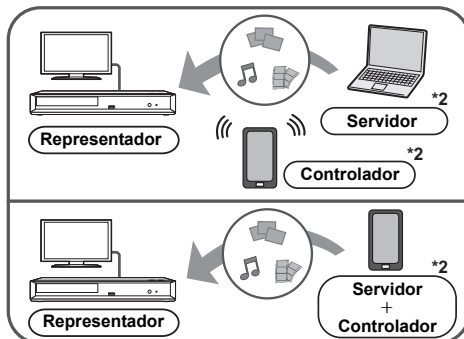 *2
Servidor
Representador
*2
Controlador
*2
Servidor
+
Controlador
Representador